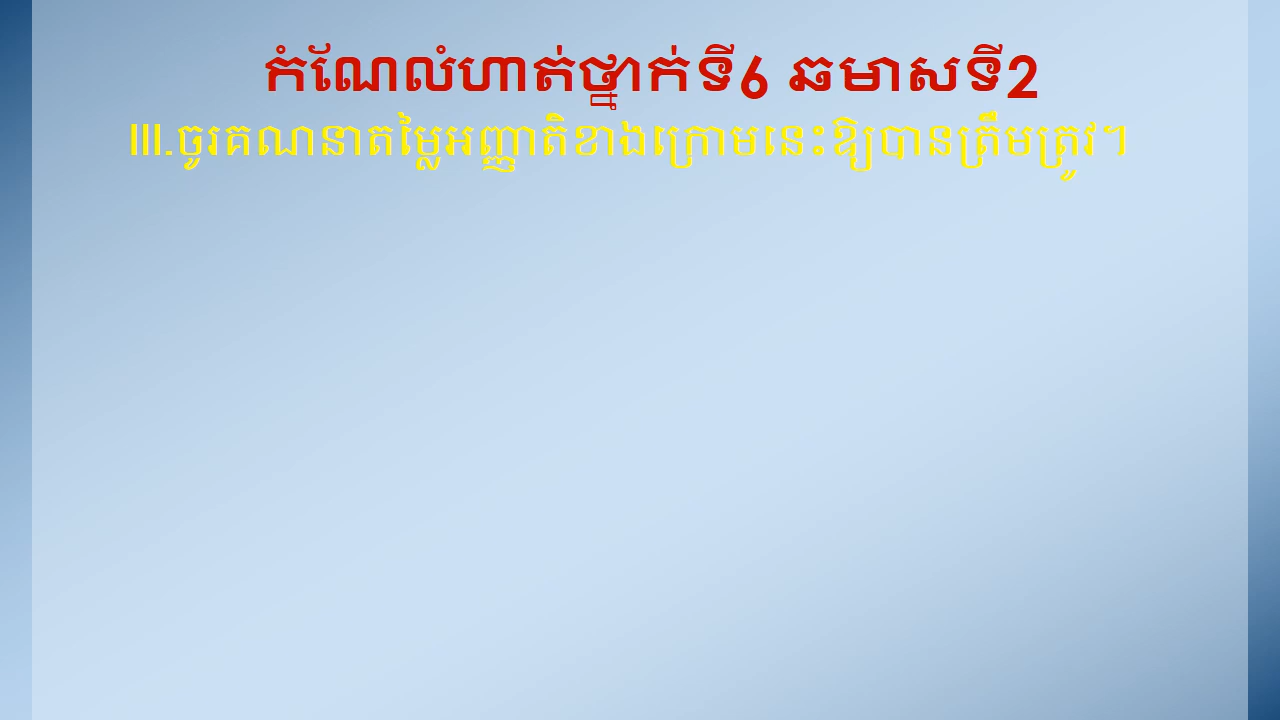 កំណែលំហាត់ថ្នាក់ទី6 ឆមាសទី2
III.ចូរគណនាតម្លៃអញ្ញាតិខាងក្រោមនេះឱ្យបានត្រឹមត្រូវ។